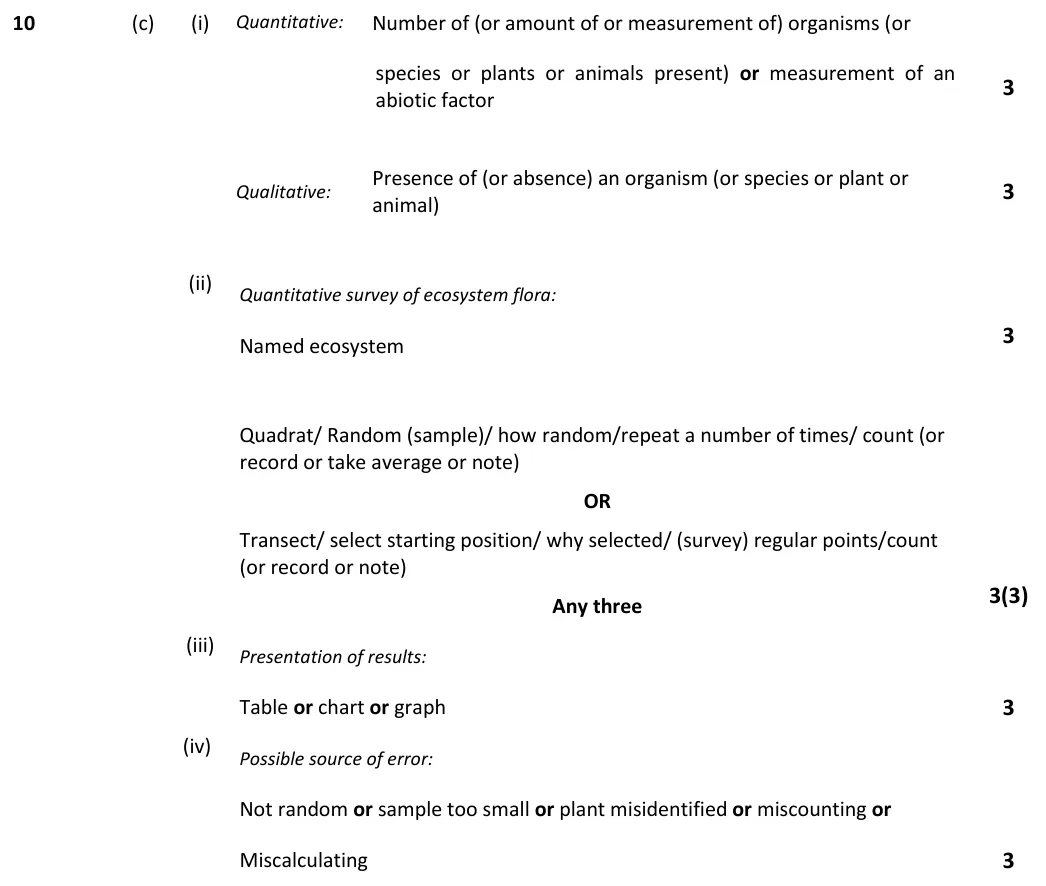 10 (c) (i) Quantitative: Number of (or amount of or measurement of) organisms (or
species or plants or animals present) or measurement of an
abiotic factor
3
Qualitative: Presence of (or absence) an organism (or species or plant or
animal)
3
(ii) Quantitative survey of ecosystem flora:
Named ecosystem
3
Quadrat/ Random (sample)/ how random/repeat a number of times/ count (or
record or take average or note)
OR
Transect/ select starting position/ why selected/ (survey) regular points/count
(or record or note)
Any three
3(3)
(iii) Presentation of results:
Table or chart or graph 3
(iv) Possible source of error:
Not random or sample too small or plant misidentified or miscounting or
Miscalculating 3